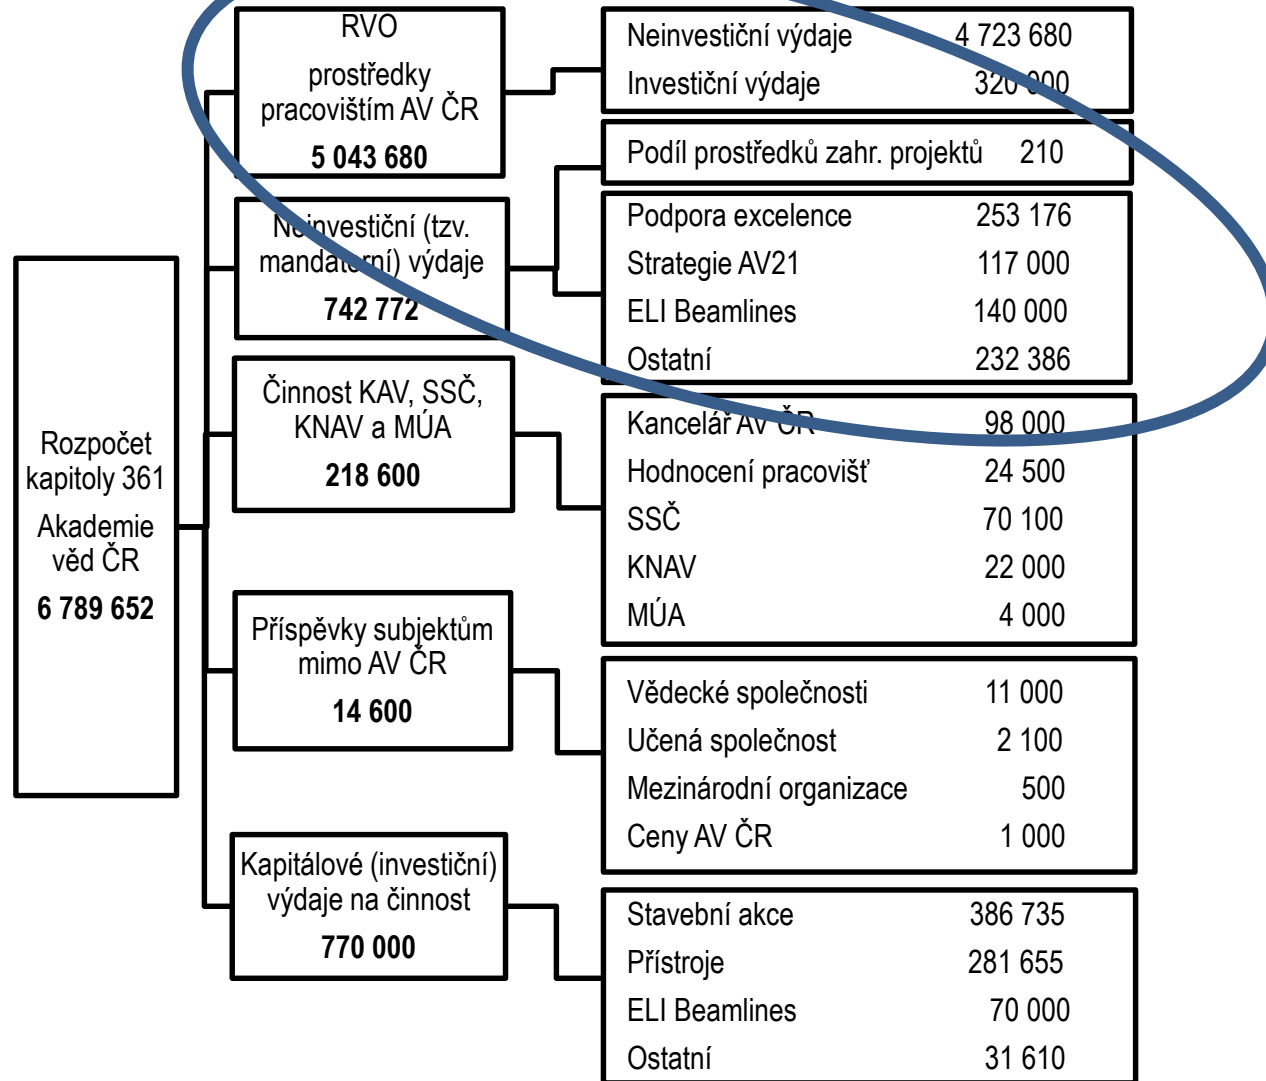 Rozpočet
kapitoly 361
Akademie
věd ČR
6 789 652
RVO
prostředky
pracovištím AV ČR
5 043 680
Neinvestiční výdaje 4 723 680
Investiční výdaje 320 000
Neinvestiční (tzv.
mandatorní) výdaje
742 772
Podíl prostředků zahr. projektů 210
Podpora excelence 253 176
Strategie AV21 117 000
ELI Beamlines 140 000
Ostatní 232 386
Činnost KAV, SSČ,
KNAV a MÚA
218 600
Kancelář AV ČR 98 000
Hodnocení pracovišť 24 500
SSČ 70 100
KNAV 22 000
MÚA 4 000
Příspěvky subjektům
mimo AV ČR
14 600
Vědecké společnosti 11 000
Učená společnost 2 100
Mezinárodní organizace 500
Ceny AV ČR 1 000
Kapitálové (investiční)
výdaje na činnost
770 000
Stavební akce 386 735
Přístroje 281 655
ELI Beamlines 70 000
Ostatní 31 610